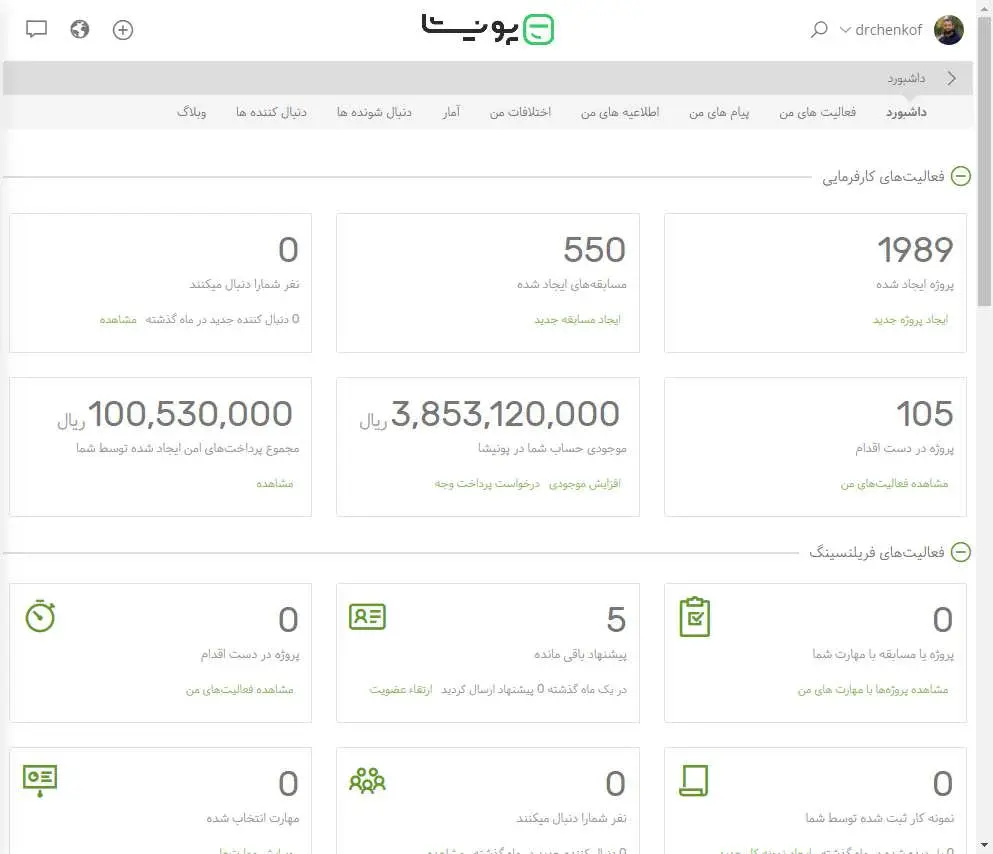 drchenkof
پونیشا
داشبورد
داشبورد فعالیت های من پیام های من اطلاعیه های من اختلافات من آمار دنبال شونده ها دنبال کننده ها وبلاگ
فعالیت‌های کارفرمایی
1989
پروژه ایجاد شده
ایجاد پروژه جدید
550
مسابقه‌های ایجاد شده
ایجاد مسابقه جدید
0
نفر شمارا دنبال میکنند
0 دنبال کننده جدید در ماه گذشته مشاهده
105
پروژه در دست اقدام
مشاهده فعالیت‌های من
3,853,120,000 ریال
موجودی حساب شما در پونیشا
افزایش موجودی درخواست پرداخت وجه
100,530,000 ریال
مجموع پرداخت‌های امن ایجاد شده توسط شما
مشاهده
فعالیت‌های فریلنسینگ
0
پروژه یا مسابقه با مهارت شما
مشاهده پروژه‌ها با مهارت های من
5
پیشنهاد باقی مانده
در یک ماه گذشته 0 پیشنهاد ارسال کردید ارتقاء عضویت
0
پروژه در دست اقدام
مشاهده فعالیت‌های من
0
نمونه کار ثبت شده توسط شما
0
نفر شمارا دنبال میکنند
0
مهارت انتخاب شده